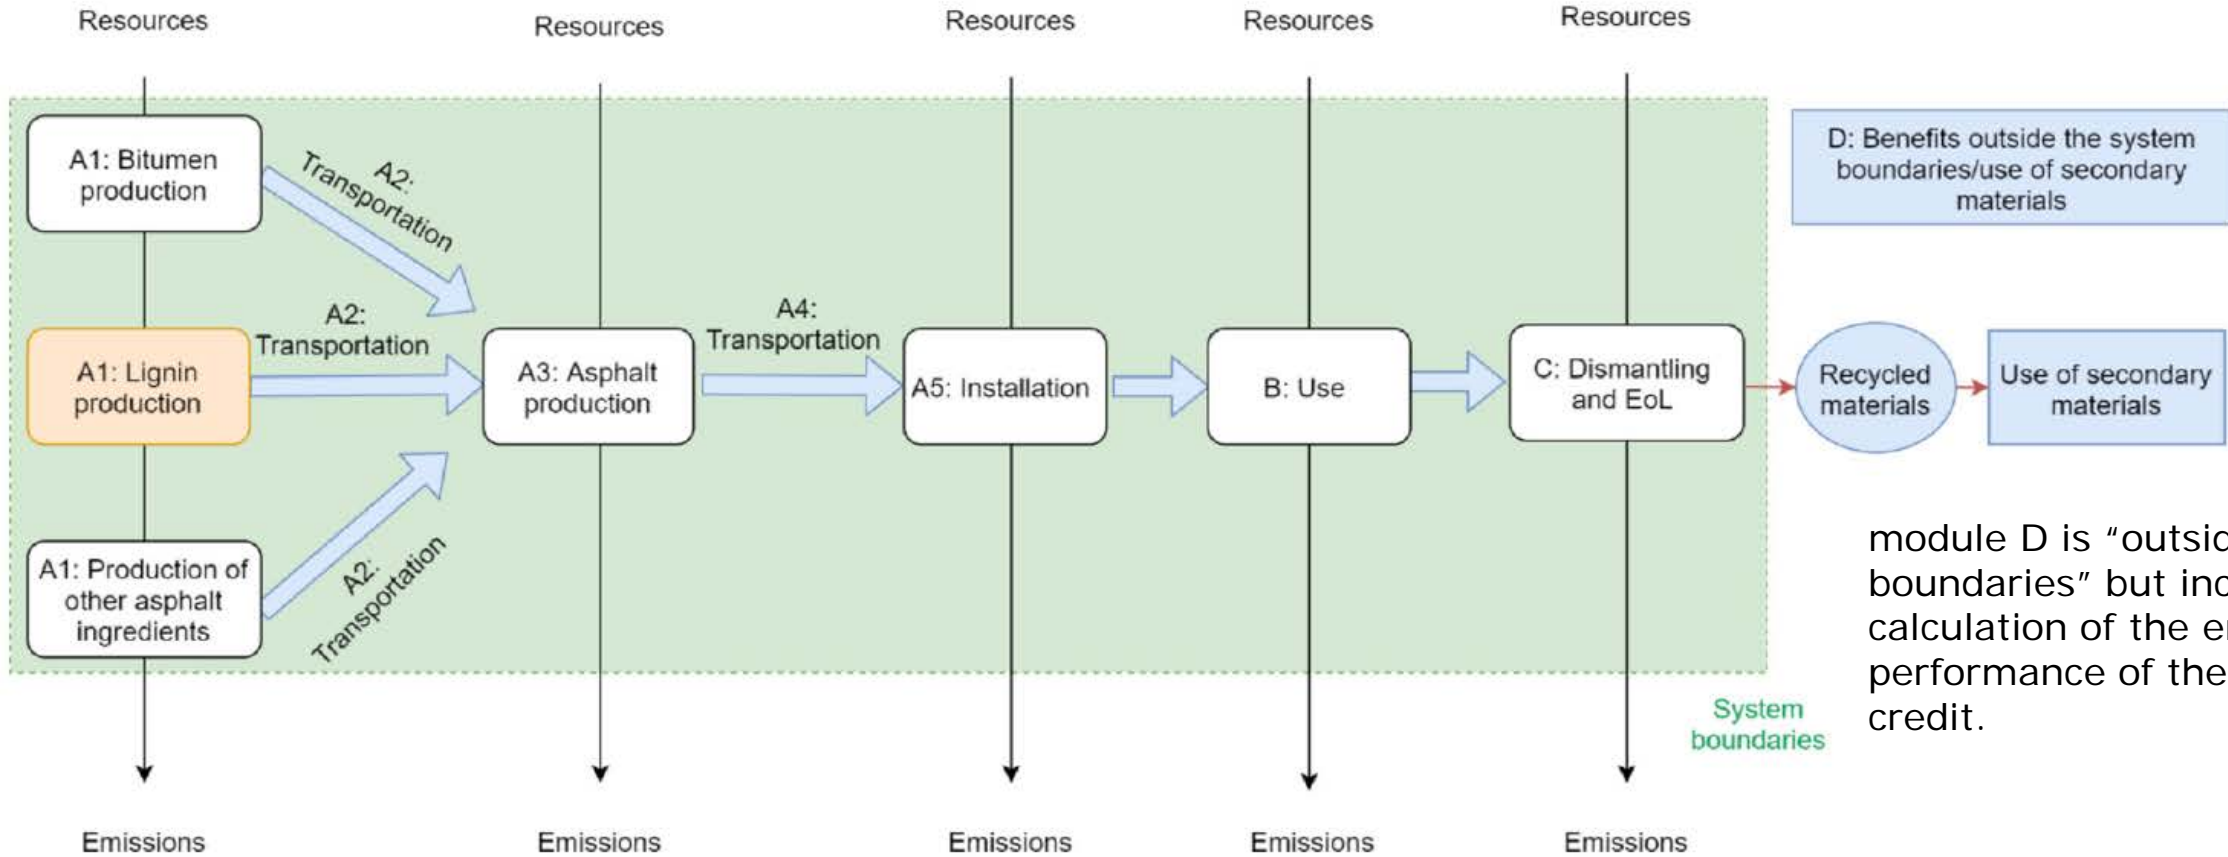 Resources
Resources
Resources
Resources
Resources
A1: Bitumen
production
A2:
Transportation
D: Benefits outside the system
boundaries/use of secondary
materials
A1: Lignin
production
A2:
Transportation
A3: Asphalt
production
A4:
Transportation
A5: Installation
B: Use
C: Dismantling
and EoL
Recycled
materials
Use of secondary
materials
A1: Production of
other asphalt
ingredients
A2:
Transportation
module D is “outsid
boundaries” but inc
calculation of the
performance of the
credit.
System
boundaries
Emissions
Emissions
Emissions
Emissions
Emissions